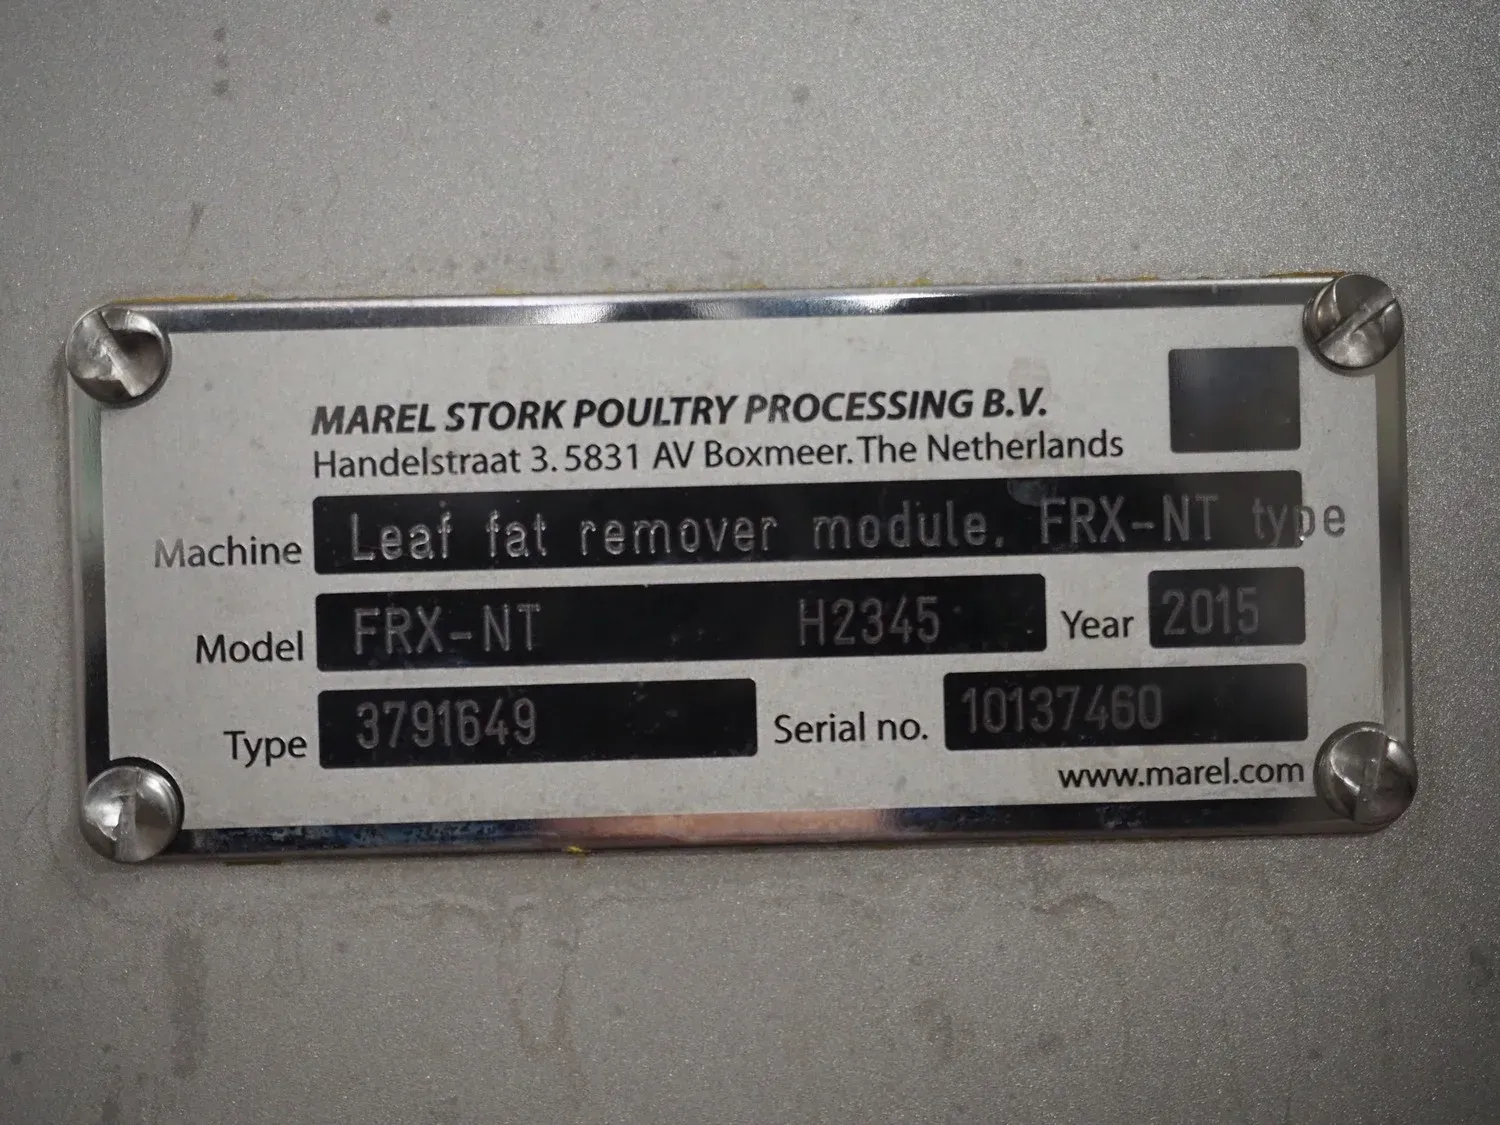 MAREL STORK POULTRY PROCESSING B.V.
Handelstraat 3. 5831 AV Boxmeer. The Netherlands
Machine Leaf fat remover module, FRX-NT type
Model FRX-NT H2345 Year 2015
Type 3791649 Serial no. 10137460
www.marel.com